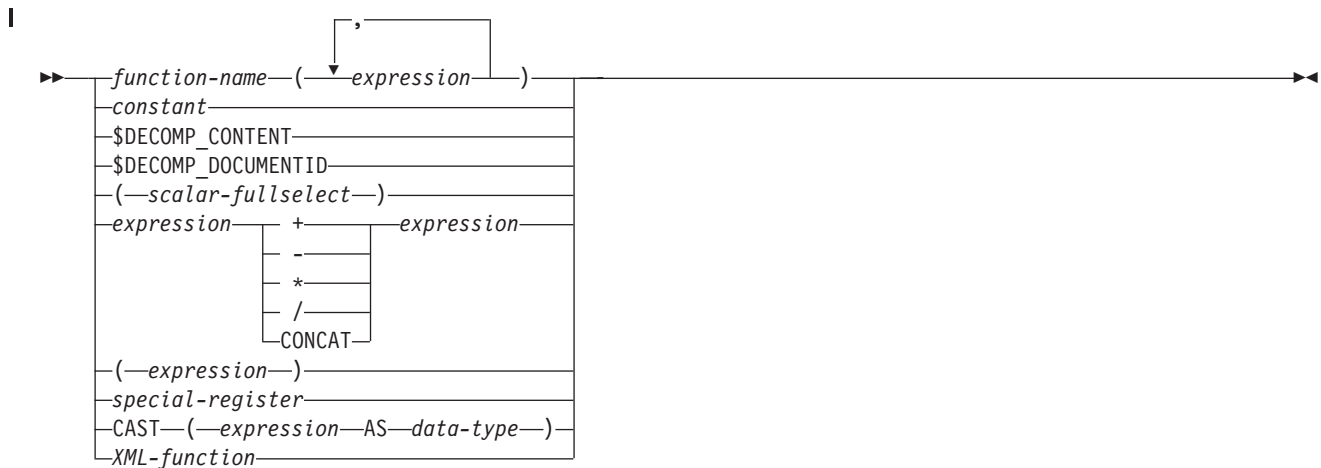 ,
function-name ( expression )
constant
$DECOMP_CONTENT
$DECOMP_DOCUMENTID
( scalar-fullselect )
expression + expression
-
*
/
CONCAT
( expression )
special-register
CAST ( expression AS data-type )
XML-function